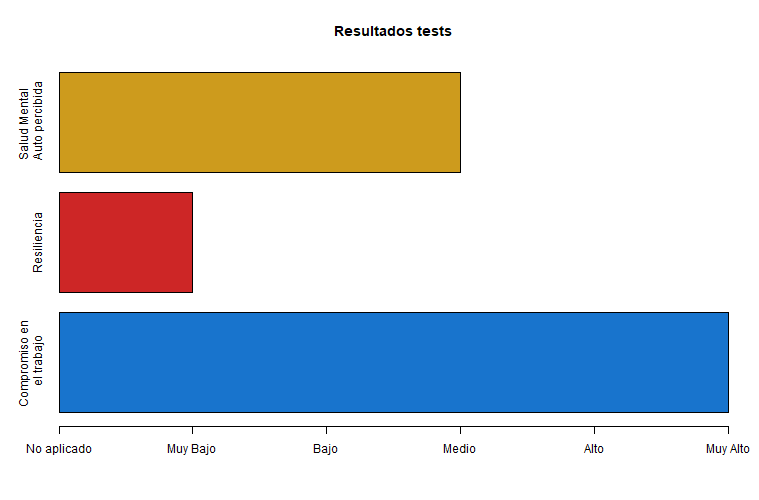 Resultados tests
Salud Mental
Auto percibida
Resiliencia
Compromiso en
el trabajo
No aplicado
Muy Bajo
Bajo
Medio
Alto
Muy Alto